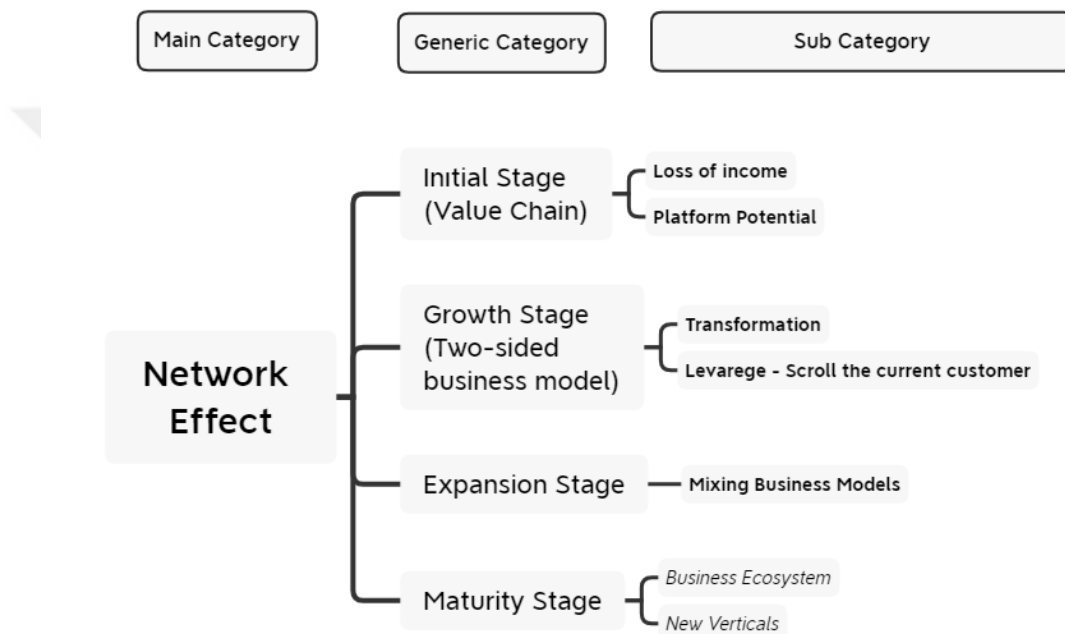 Main Category
Generic Category
Sub Category
Initial Stage
(Value Chain)
Loss of income
Platform Potential
Growth Stage
(Two-sided
business model)
Transformation
Levarege - Scroll the current customer
Network
Effect
Expansion Stage
Mixing Business Models
Maturity Stage
Business Ecosystem
New Verticals